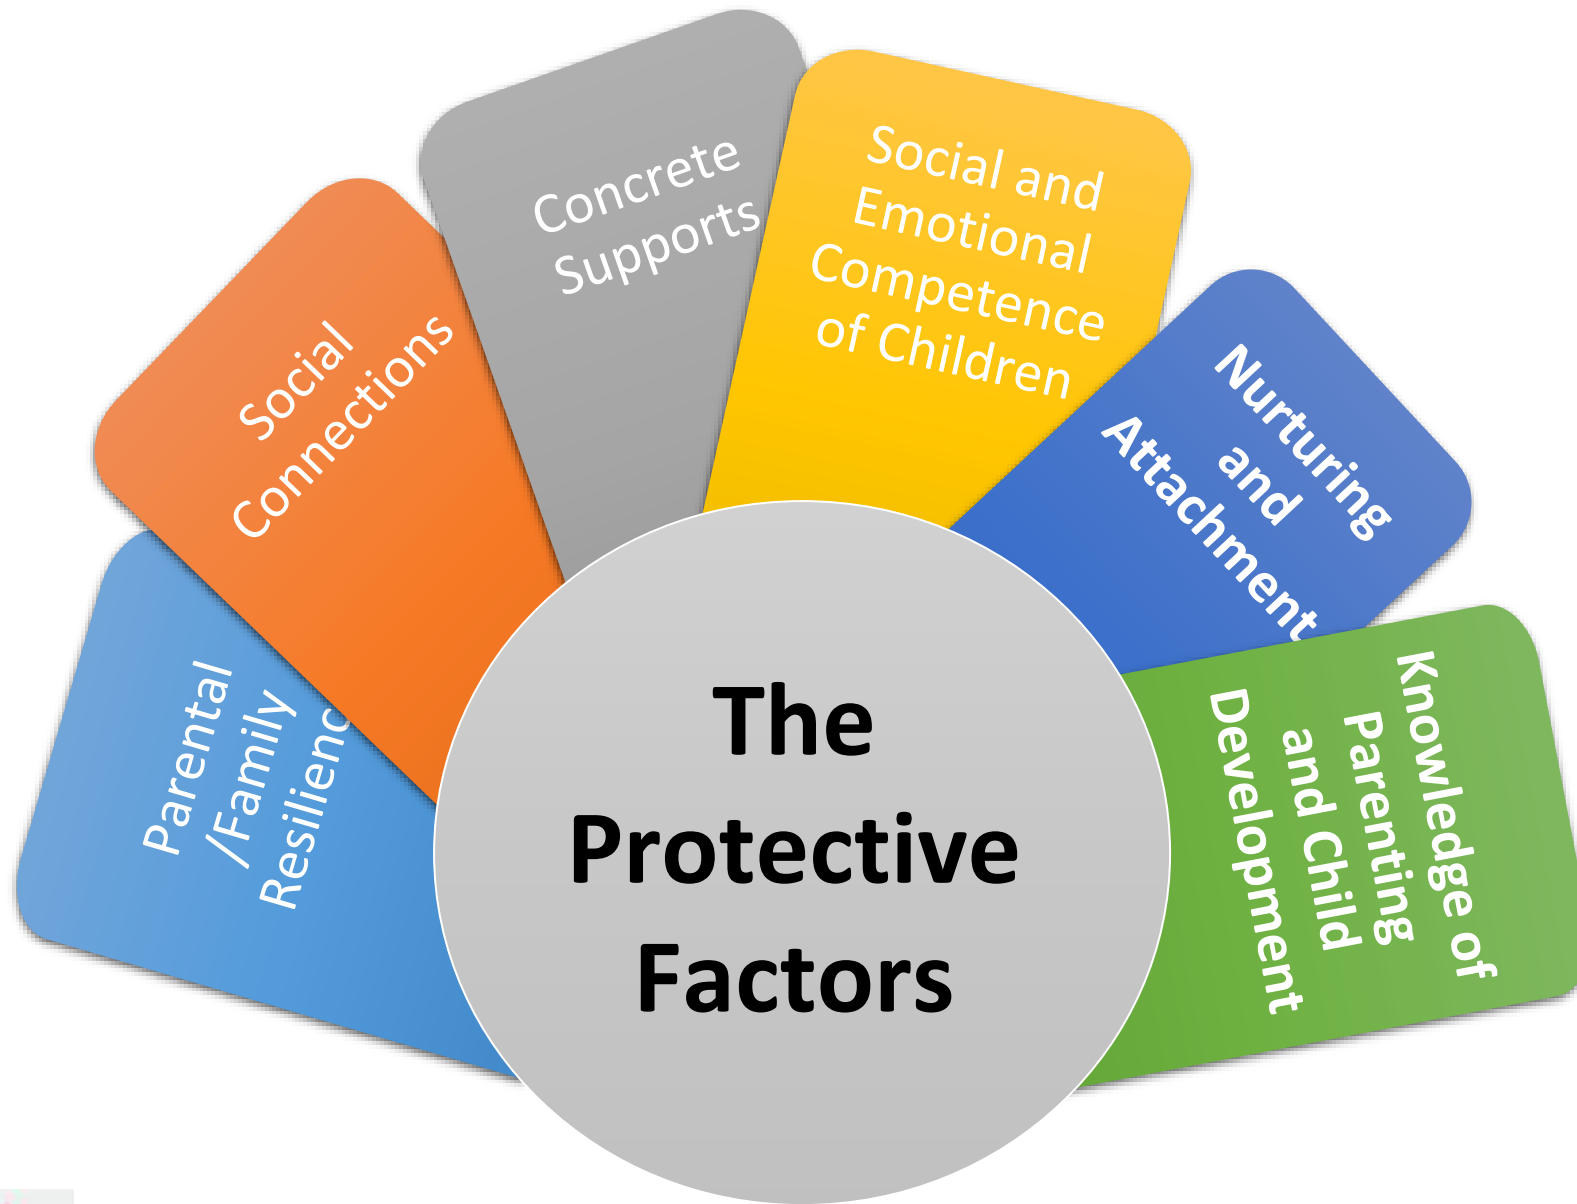 Parental
/Family
Resilienc
Social
Connections
Concrete
Supports
Social and
Emotional
Competence
of Children
Nurturing
and
Attachment
Knowledge of
Parenting
and Child
Development
The
Protective
Factors